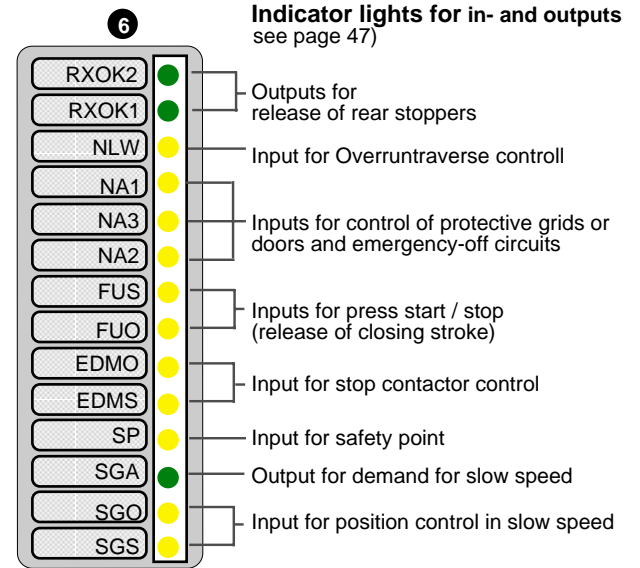 6
Indicator lights for in- and outputs
see page 47)
RXOK2
RXOK1
Outputs for
release of rear stoppers
NLW
Input for Overruntraverse controll
NA1
NA3
NA2
Inputs for control of protective grids or
doors and emergency-off circuits
FUS
FUO
Inputs for press start / stop
(release of closing stroke)
EDMO
EDMS
Input for stop contactor control
SP
Input for safety point
SGA
Output for demand for slow speed
SGO
SGS
Input for position control in slow speed